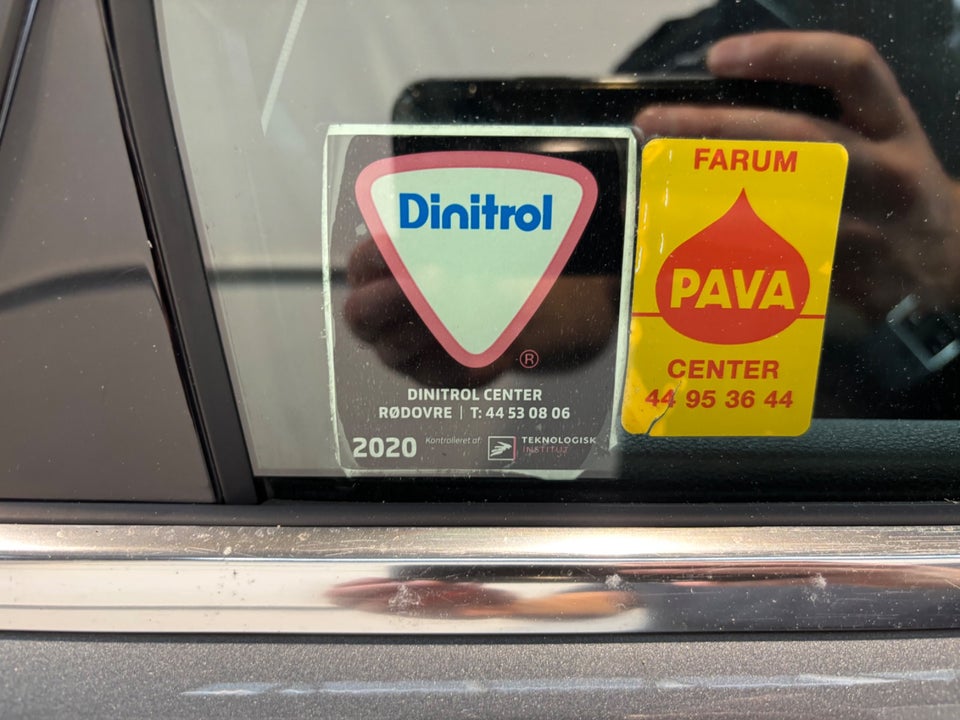 Dinitrol
®
DINITROL CENTER
RØDOVRE | T: 44 53 08 06
2020 Kontrolleret af: TEKNOLOGISK
INSTITUT
FARUM
PAVA
CENTER
44 95 36 44